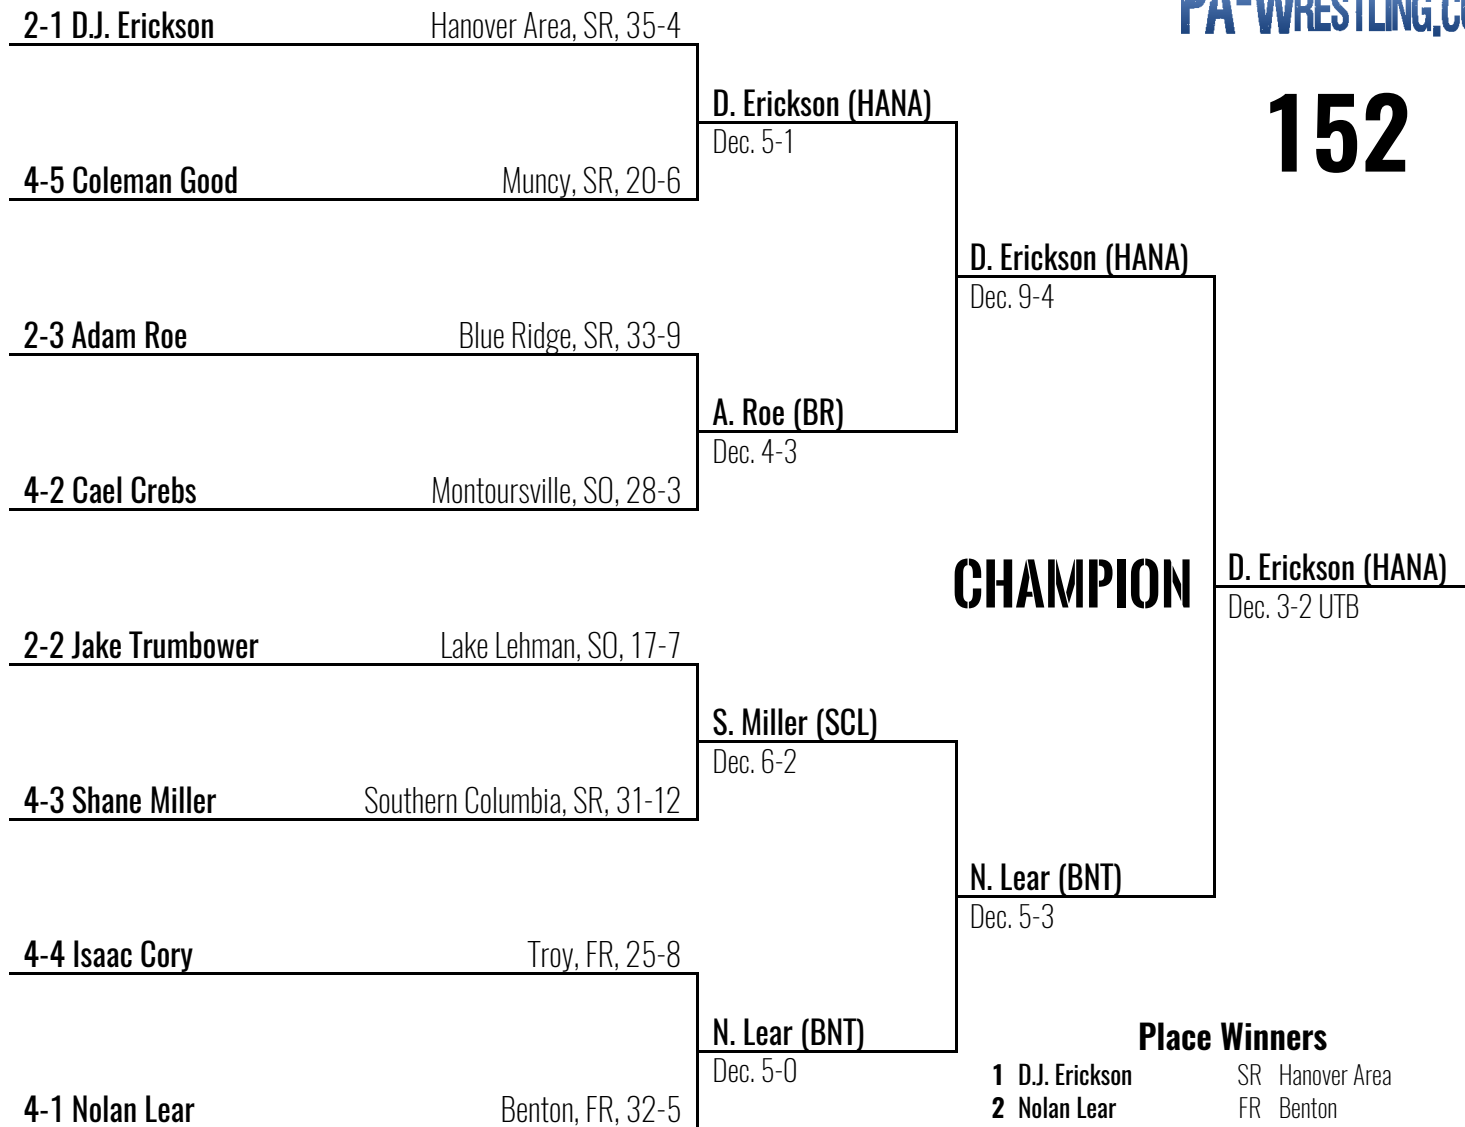 PA-WRESTLING.CO
152
2-1 D.J. Erickson Hanover Area, SR, 35-4
D. Erickson (HANA)
Dec. 5-1
4-5 Coleman Good Muncy, SR, 20-6
D. Erickson (HANA)
Dec. 9-4
2-3 Adam Roe Blue Ridge, SR, 33-9
A. Roe (BR)
Dec. 4-3
4-2 Cael Crebs Montoursville, SO, 28-3
CHAMPION
D. Erickson (HANA)
Dec. 3-2 UTB
2-2 Jake Trumbower Lake Lehman, SO, 17-7
S. Miller (SCL)
Dec. 6-2
4-3 Shane Miller Southern Columbia, SR, 31-12
N. Lear (BNT)
Dec. 5-3
4-4 Isaac Cory Troy, FR, 25-8
N. Lear (BNT)
Dec. 5-0
4-1 Nolan Lear Benton, FR, 32-5
Place Winners
1 D.J. Erickson SR Hanover Area
2 Nolan Lear FR Benton